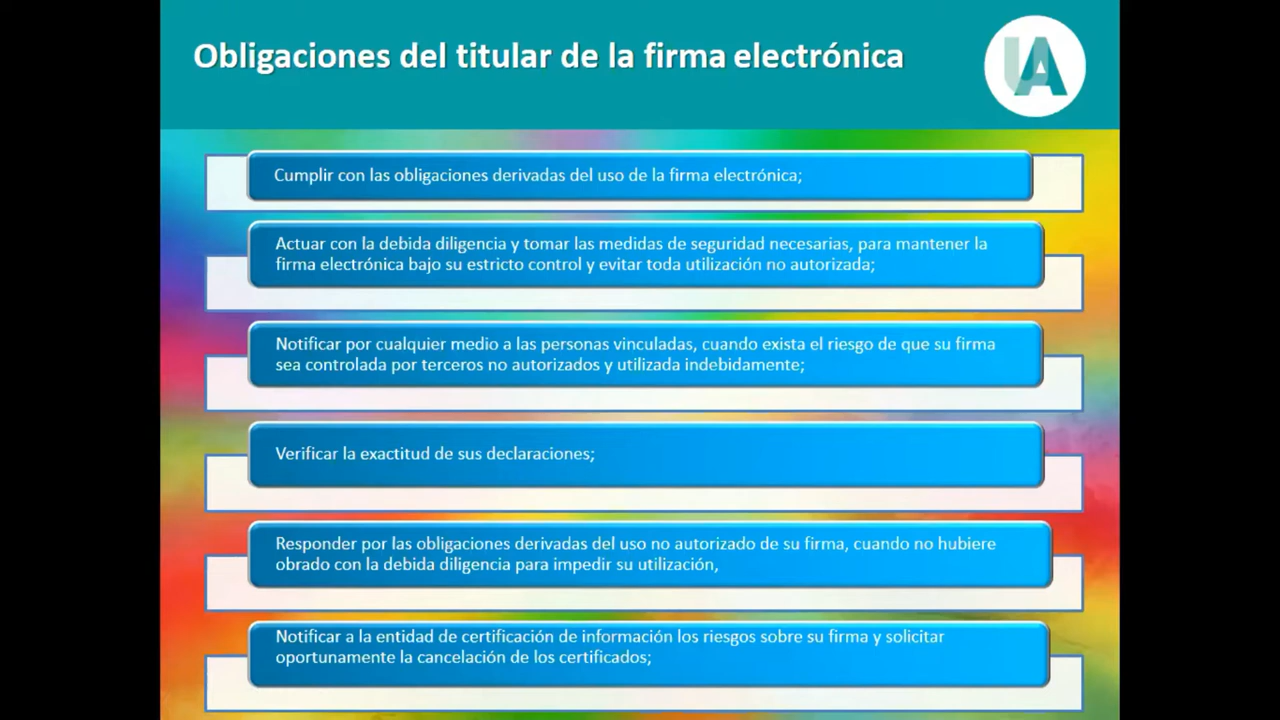 Obligaciones del titular de la firma electrónica
UA
Cumplir con las obligaciones derivadas del uso de la firma electrónica;
Actuar con la debida diligencia y tomar las medidas de seguridad necesarias, para mantener la
firma electrónica bajo su estricto control y evitar toda utilización no autorizada;
Notificar por cualquier medio a las personas vinculadas, cuando exista el riesgo de que su firma
sea controlada por terceros no autorizados y utilizada indebidamente;
Verificar la exactitud de sus declaraciones;
Responder por las obligaciones derivadas del uso no autorizado de su firma, cuando no hubiere
obrado con la debida diligencia para impedir su utilización,
Notificar a la entidad de certificación de información los riesgos sobre su firma y solicitar
oportunamente la cancelación de los certificados;